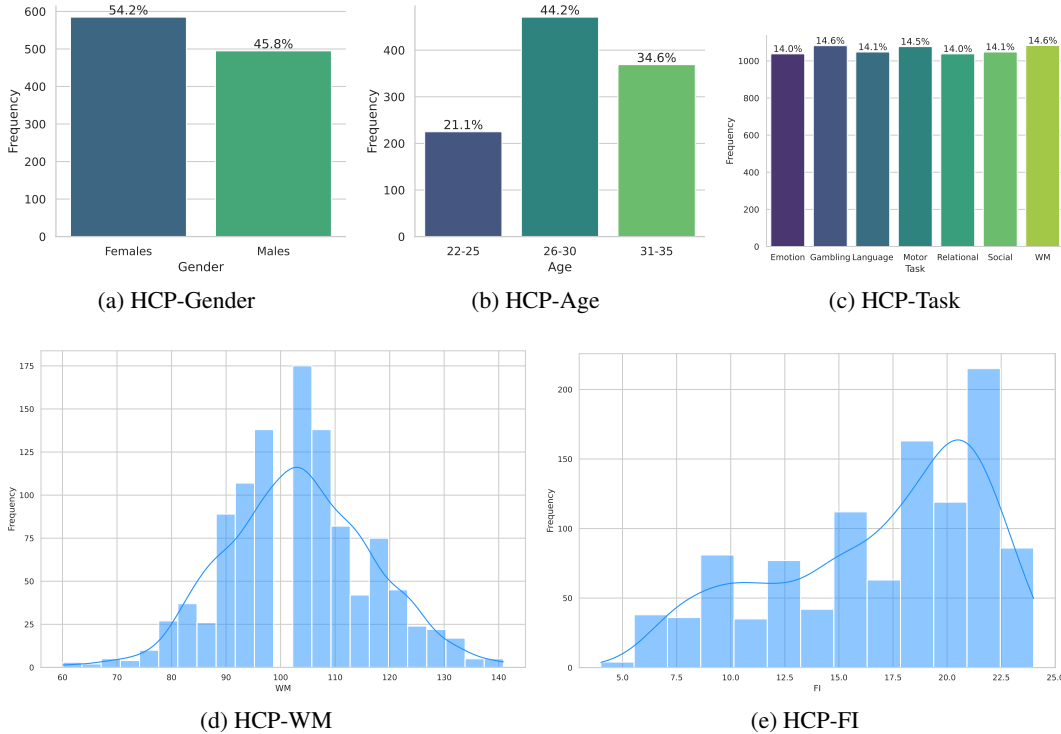 54.2%
45.8%
600
500
400
300
200
100
0
Frequency
Females
Males
Gender
(a) HCP-Gender
44.2%
34.6%
21.1%
400
300
200
100
0
Frequency
22-25
26-30
31-35
Age
(b) HCP-Age
14.0%
14.6%
14.1%
14.5%
14.0%
14.1%
14.6%
1000
800
600
400
200
0
Frequency
Emotion
Gambling
Language
Motor
Relational
Social
WM
Task
(c) HCP-Task
175
150
125
100
75
50
25
0
Frequency
60
70
80
90
100
110
120
130
140
WM
(d) HCP-WM
200
150
100
50
0
Frequency
5.0
7.5
10.0
12.5
15.0
17.5
20.0
22.5
25.0
FI
(e) HCP-FI